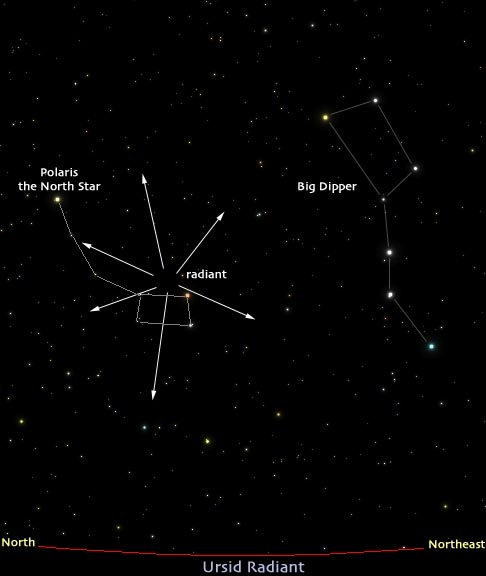 Polaris
the North Star
Big Dipper
radiant
North
Northeast
Ursid Radiant